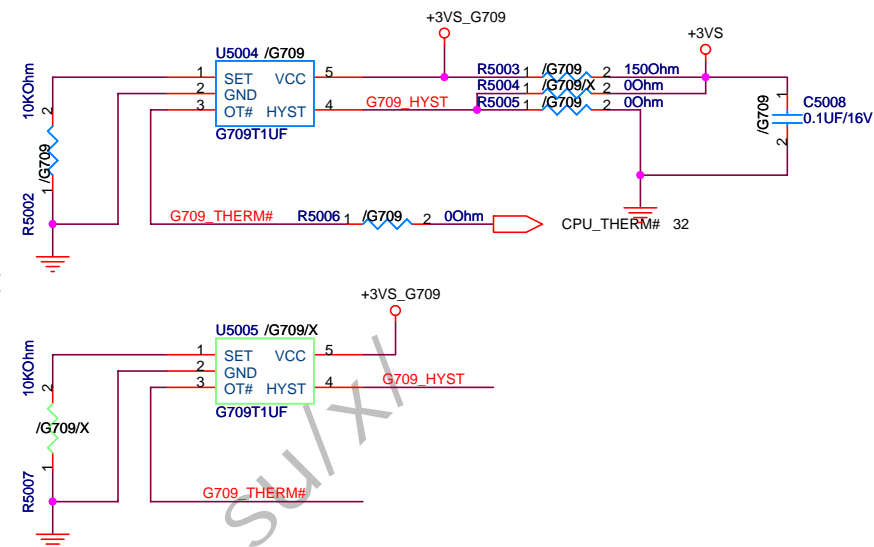 +3VS_G709
+3VS
U5004 /G709
10KOhm
1 SET VCC 5
2 GND
3 OT# HYST 4
G709T1UF
G709_HYST
R5003 1 /G709 2 150Ohm
R5004 1 /G709/X 2 0Ohm
R5005 1 /G709 2 0Ohm
1
/G709
C5008
0.1UF/16V
2
2
/G709
1
R5002
G709_THERM# R5006 1 /G709 2 0Ohm
CPU_THERM# 32
+3VS_G709
U5005 /G709/X
10KOhm
1 SET VCC 5
2 GND
3 OT# HYST 4
G709T1UF
G709_HYST
2
/G709/X
1
R5007
G709_THERM#
su/x/